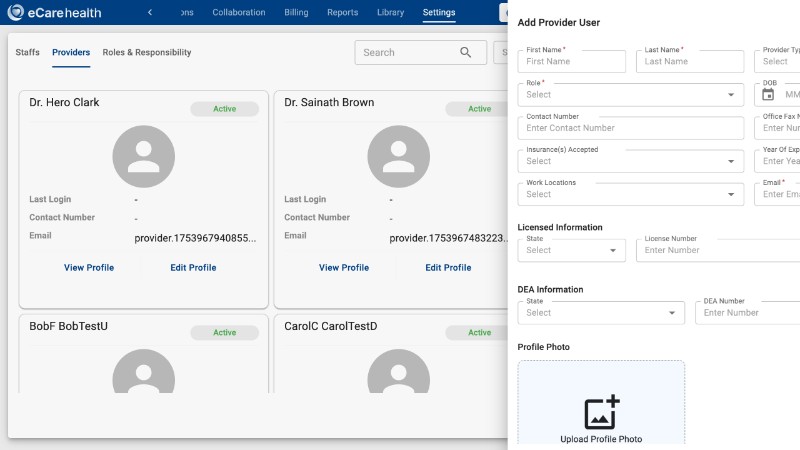 eCarehealth
ons Collaboration Billing Reports Library Settings
Staffs Providers Roles & Responsibility
Search
S
Dr. Hero Clark
Active
Last Login -
Contact Number -
Email provider.1753967940855...
View Profile Edit Profile
Dr. Sainath Brown
Active
Last Login -
Contact Number -
Email provider.1753967483223...
View Profile Edit Profile
BobF BobTestU
Active
CarolC CarolTestD
Active
Add Provider User
First Name *
First Name
Last Name *
Last Name
Provider Typ
Select
Role *
Select
DOB
MM
Contact Number
Enter Contact Number
Office Fax N
Enter Num
Insurance(s) Accepted
Select
Year Of Exp
Enter Yea
Work Locations
Select
Email *
Enter Ema
Licensed Information
State
Select
License Number
Enter Number
DEA Information
State
Select
DEA Number
Enter Number
Profile Photo
Upload Profile Photo